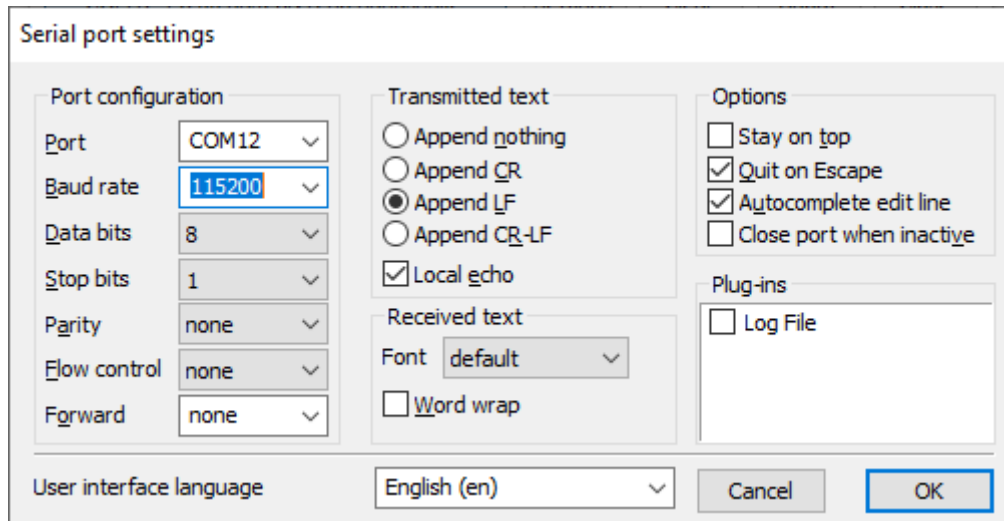 Serial port settings
Port configuration
Port COM12
Baud rate 115200
Data bits 8
Stop bits 1
Parity none
Flow control none
Forward none
Transmitted text
Append nothing
Append CR
Append LF
Append CR-LF
Local echo
Received text
Font default
Word wrap
Options
Stay on top
Quit on Escape
Autocomplete edit line
Close port when inactive
Plug-ins
Log File
User interface language English (en)
Cancel OK